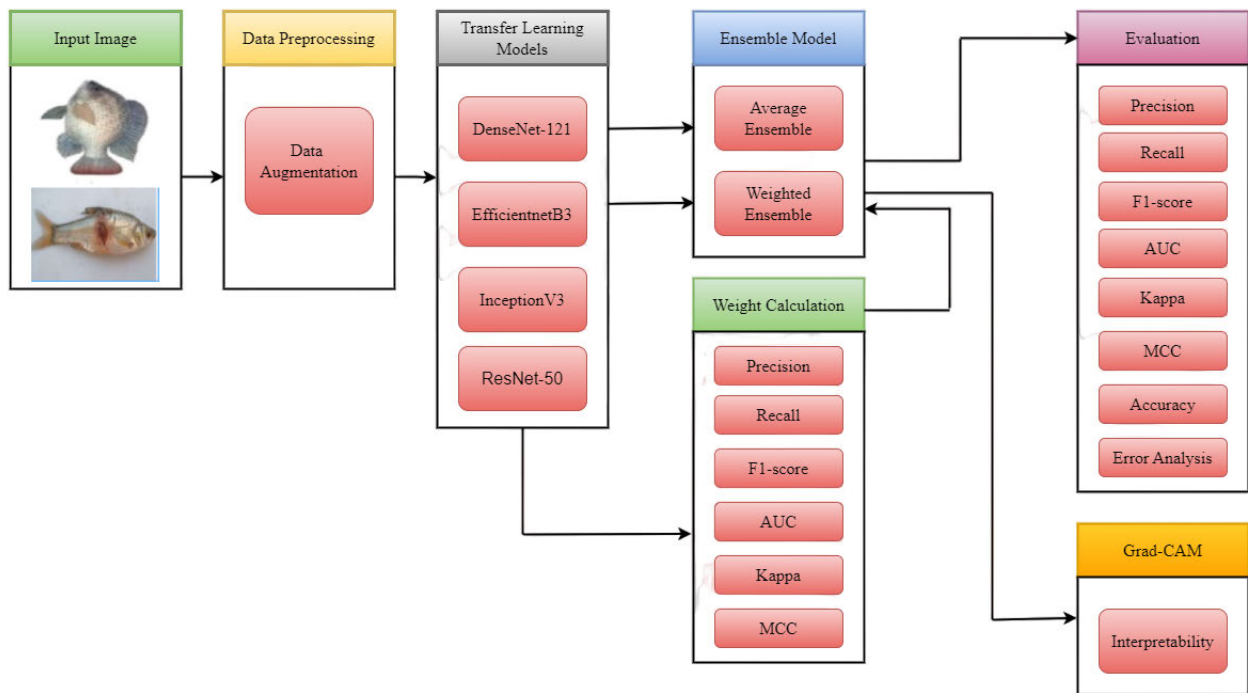 Input Image
Data Preprocessing
Data
Augmentation
Transfer Learning
Models
DenseNet-121
EfficientnetB3
InceptionV3
ResNet-50
Ensemble Model
Average
Ensemble
Weighted
Ensemble
Weight Calculation
Precision
Recall
F1-score
AUC
Kappa
MCC
Evaluation
Precision
Recall
F1-score
AUC
Kappa
MCC
Accuracy
Error Analysis
Grad-CAM
Interpretability